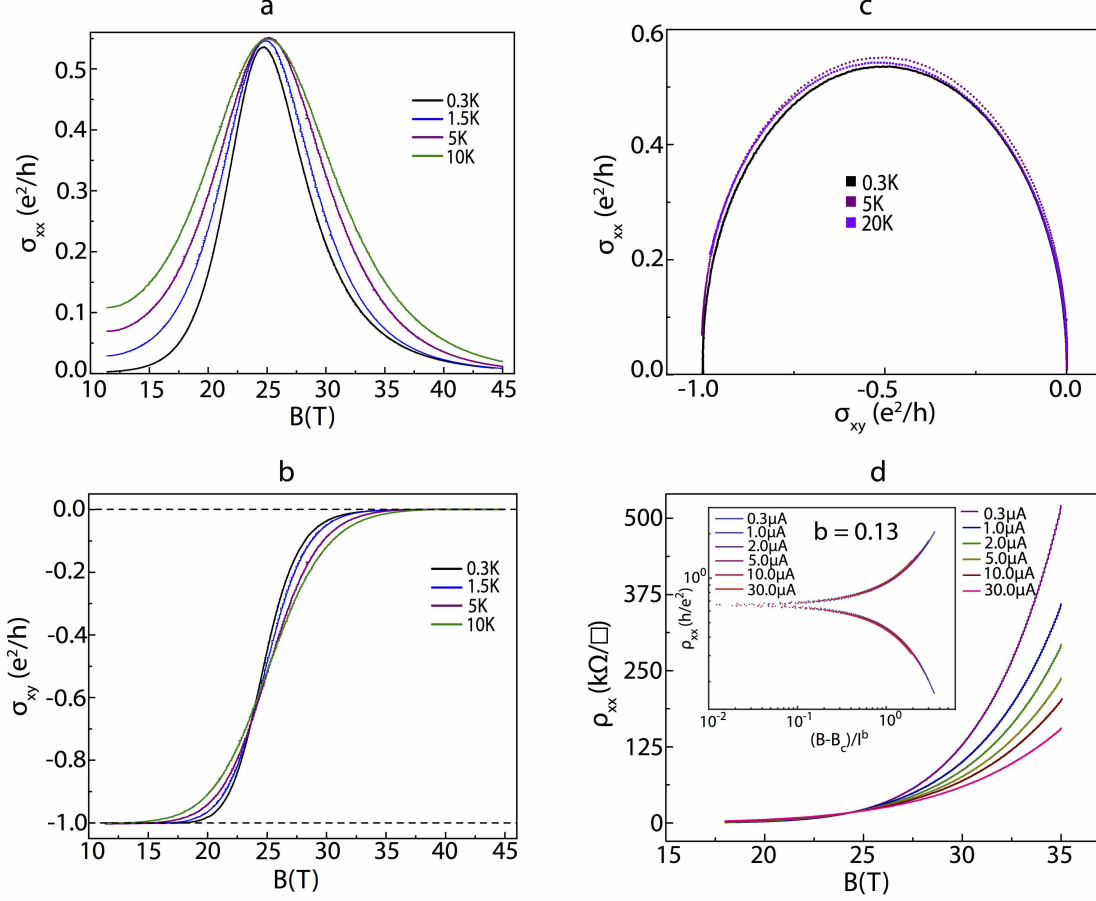 a
σxx (e²/h)
0.5
0.4
0.3
0.2
0.1
0.0
0.3K
1.5K
5K
10K
10 15 20 25 30 35 40 45
B(T)
c
σxx (e²/h)
0.6
0.4
0.2
0.0
0.3K
5K
20K
-1.0 -0.5 0.0
σxy (e²/h)
b
σxy (e²/h)
0.0
-0.2
-0.4
-0.6
-0.8
-1.0
0.3K
1.5K
5K
10K
10 15 20 25 30 35 40 45
B(T)
d
ρxx (kΩ/□)
500
375
250
125
0
0.3μA
1.0μA
2.0μA
5.0μA
10.0μA
30.0μA
b = 0.13
ρxx (h/e²)
10⁰
10⁻² 10⁻¹ 10⁰
(B-Bc)/Iᵇ
0.3μA
1.0μA
2.0μA
5.0μA
10.0μA
30.0μA
20 25 30 35
B(T)